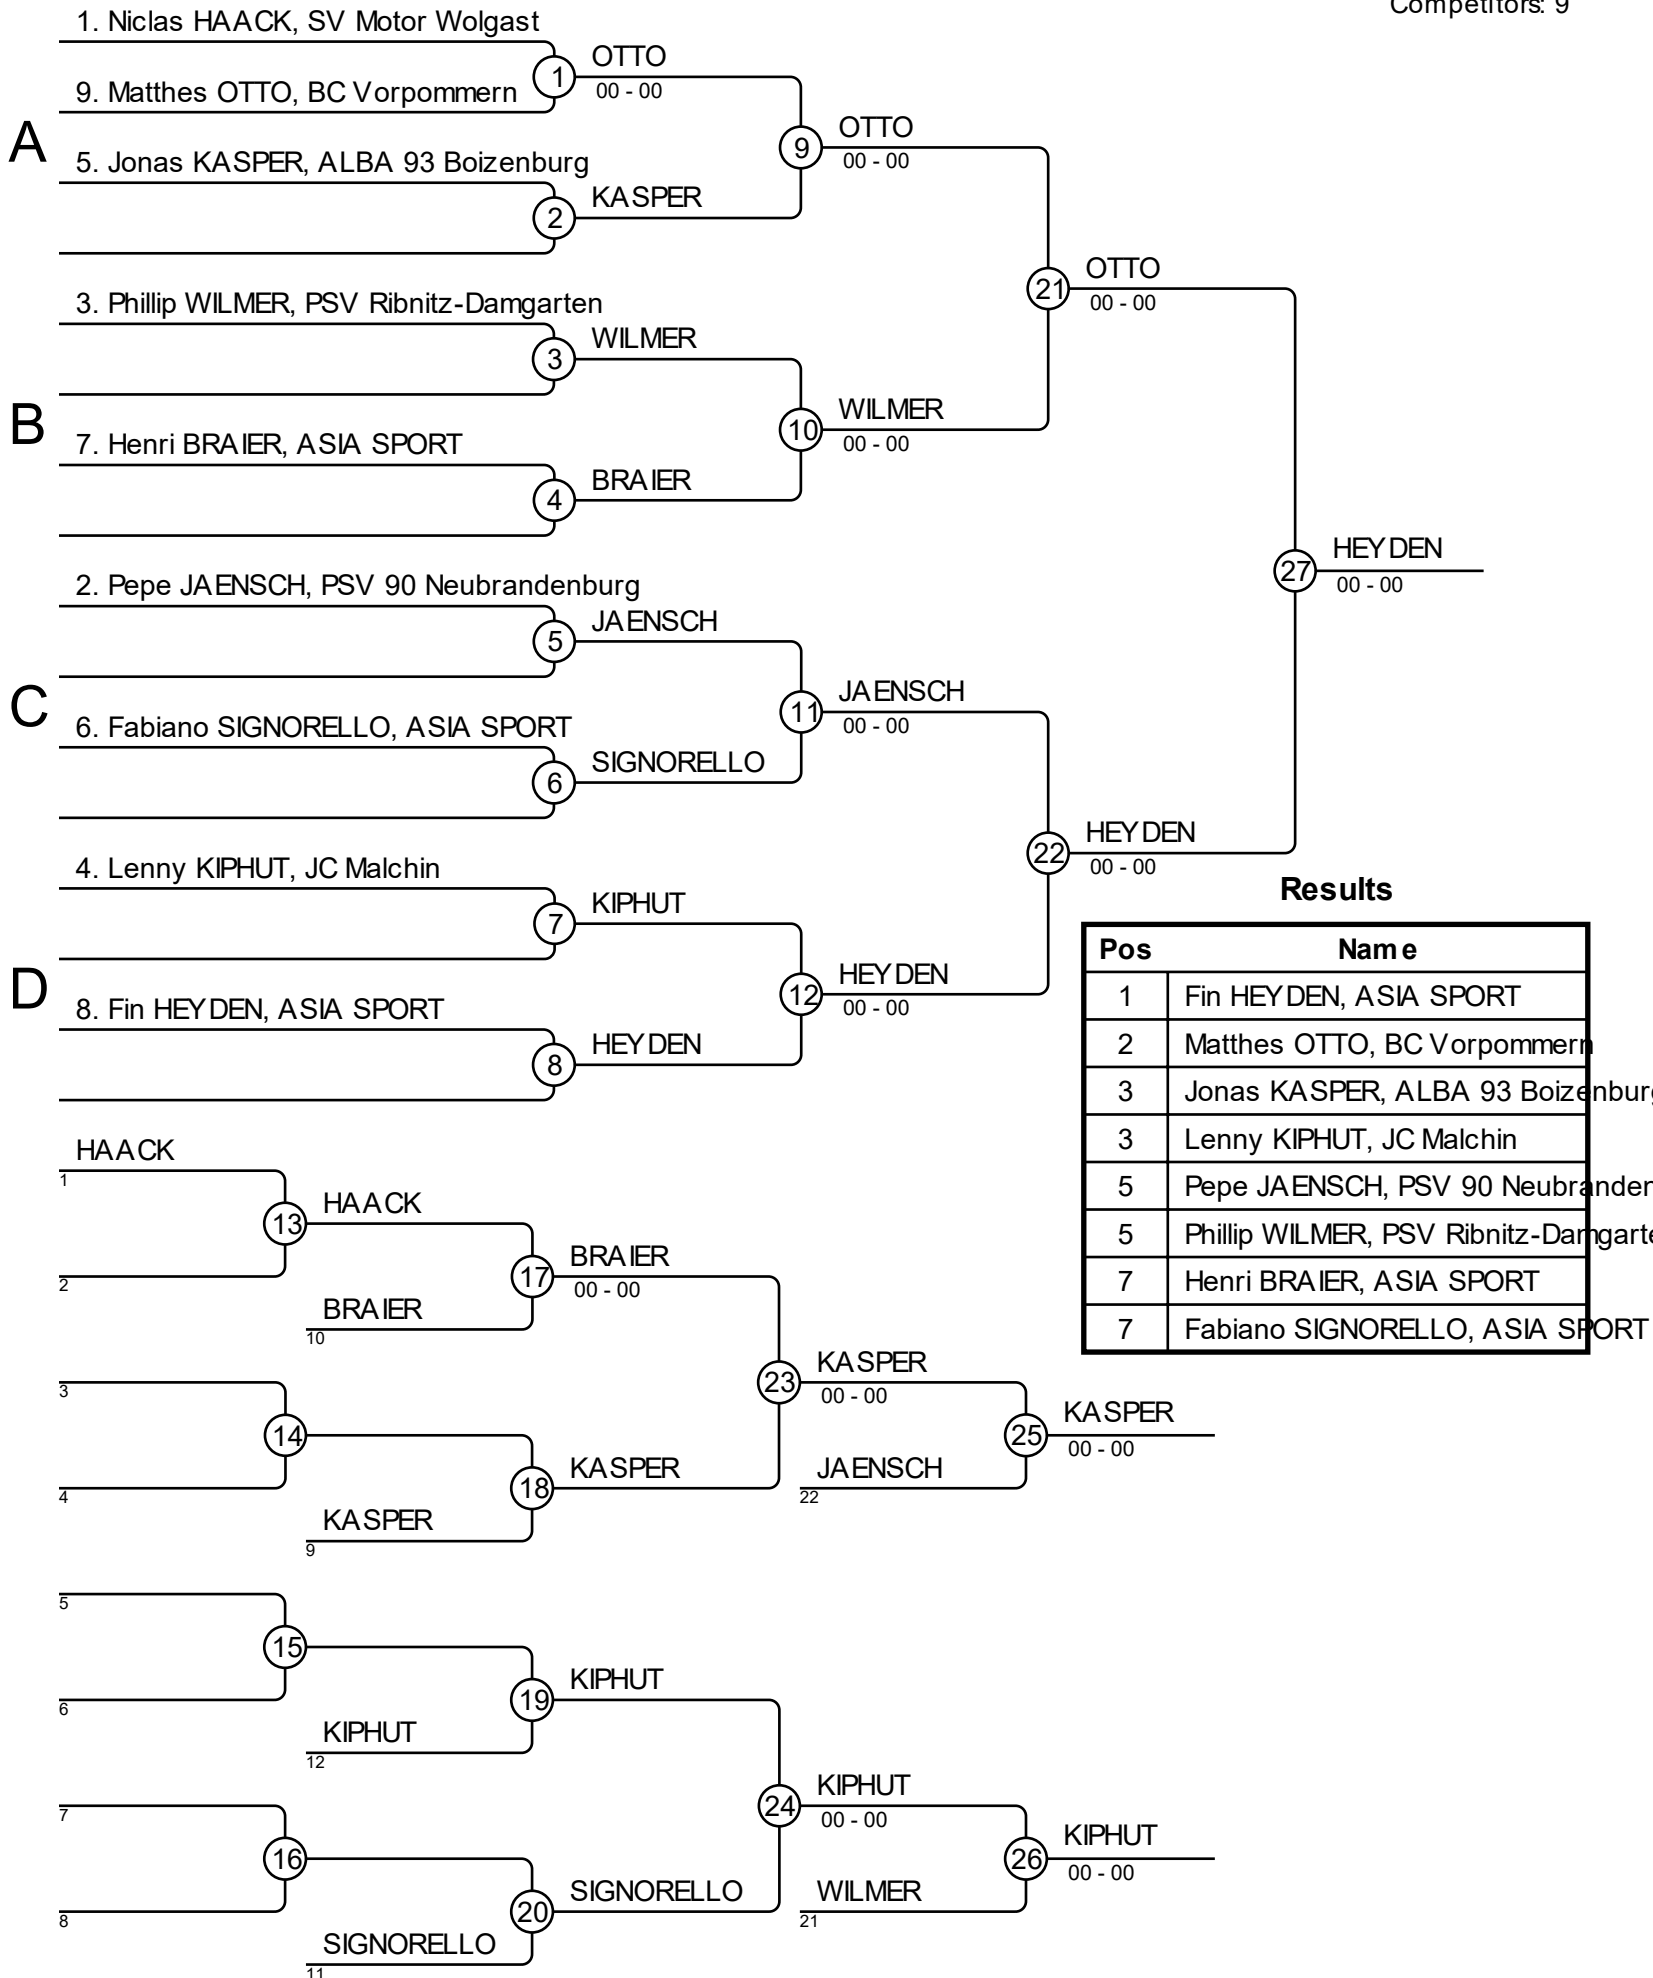 Competitors: 9
1. Niclas HAACK, SV Motor Wolgast
1
OTTO
00 - 00
9. Matthes OTTO, BC Vorpommern
A
9
OTTO
00 - 00
5. Jonas KASPER, ALBA 93 Boizenburg
2
KASPER
21
OTTO
00 - 00
3. Phillip WILMER, PSV Ribnitz-Damgarten
3
WILMER
B
10
WILMER
00 - 00
7. Henri BRAIER, ASIA SPORT
4
BRAIER
27
HEYDEN
00 - 00
2. Pepe JAENSCH, PSV 90 Neubrandenburg
5
JAENSCH
C
11
JAENSCH
00 - 00
6. Fabiano SIGNORELLO, ASIA SPORT
6
SIGNORELLO
22
HEYDEN
00 - 00
4. Lenny KIPHUT, JC Malchin
7
KIPHUT
D
12
HEYDEN
00 - 00
8. Fin HEYDEN, ASIA SPORT
8
HEYDEN
Results
Pos Name
1 Fin HEYDEN, ASIA SPORT
2 Matthes OTTO, BC Vorpommern
3 Jonas KASPER, ALBA 93 Boizenburg
3 Lenny KIPHUT, JC Malchin
5 Pepe JAENSCH, PSV 90 Neubranden
5 Phillip WILMER, PSV Ribnitz-Damgarte
7 Henri BRAIER, ASIA SPORT
7 Fabiano SIGNORELLO, ASIA SPORT
HAACK
1
13
HAACK
2
17
BRAIER
00 - 00
BRAIER
10
3
23
KASPER
00 - 00
14
4
18
KASPER
KASPER
9
25
KASPER
00 - 00
JAENSCH
22
5
15
6
19
KIPHUT
KIPHUT
12
7
24
KIPHUT
00 - 00
16
8
20
SIGNORELLO
SIGNORELLO
11
26
KIPHUT
00 - 00
WILMER
21